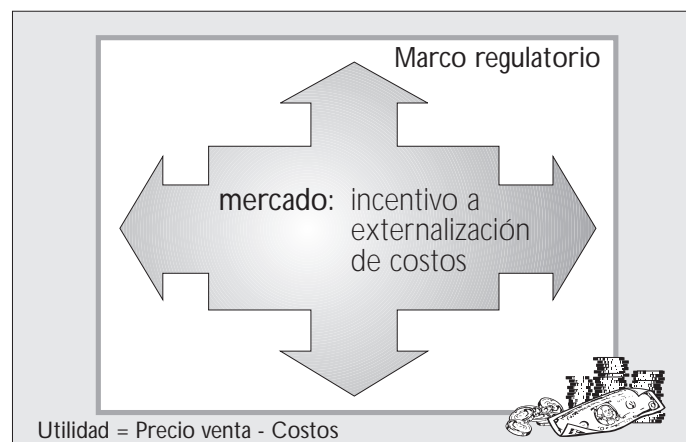 Marco regulatorio
mercado: incentivo a
externalización
de costos
Utilidad = Precio venta - Costos